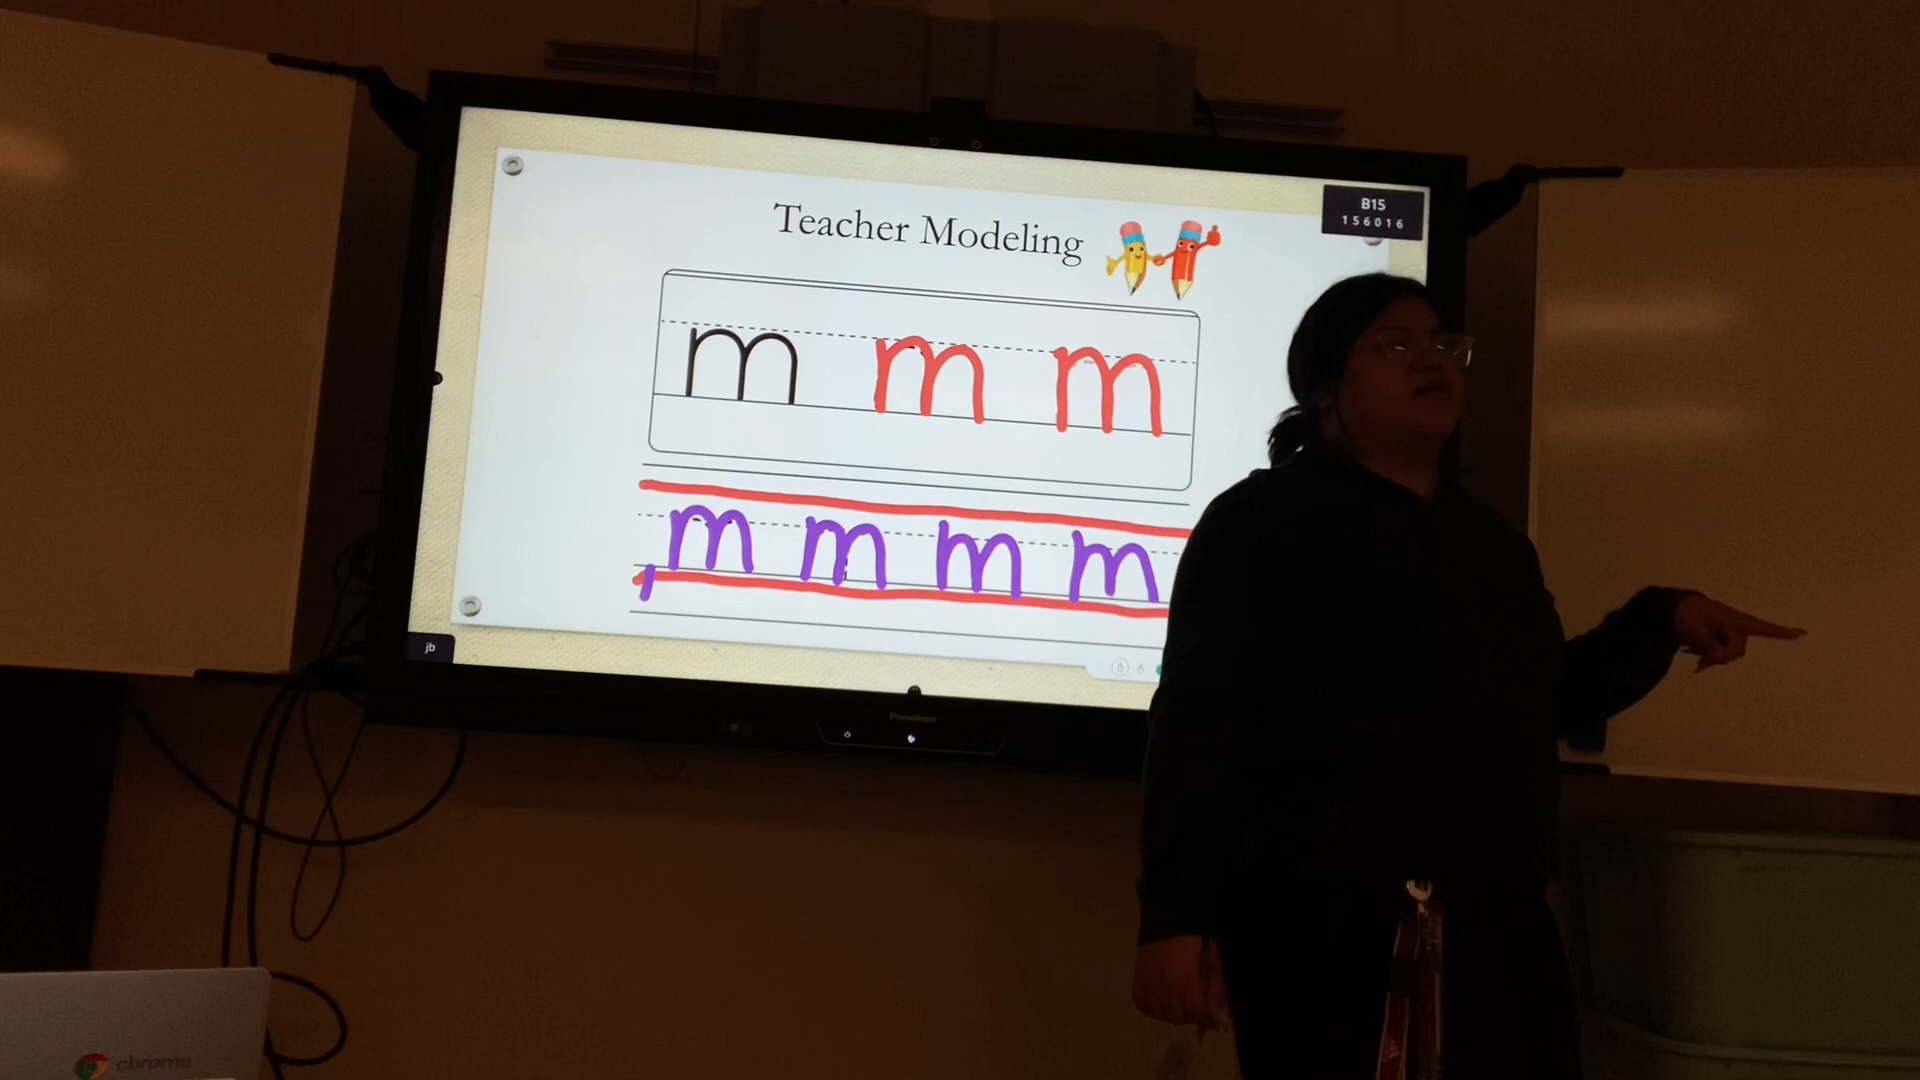 Teacher Modeling
B15
156016
m m m
m m m m
jb
chrome